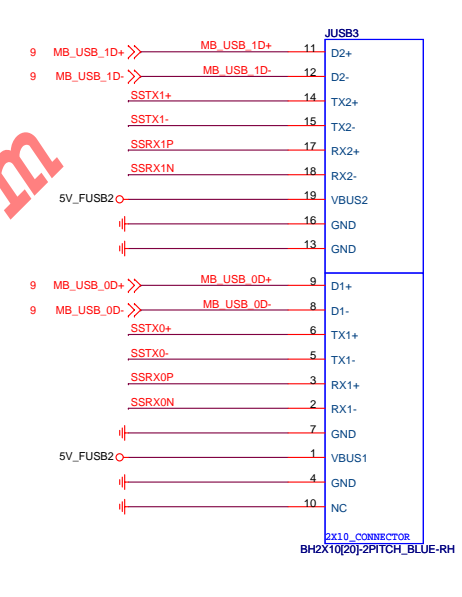 JUSB3
9 MB_USB_1D+ MB_USB_1D+ 11 D2+
9 MB_USB_1D- MB_USB_1D- 12 D2-
SSTX1+ 14 TX2+
SSTX1- 15 TX2-
SSRX1P 17 RX2+
SSRX1N 18 RX2-
5V_FUSB2 19 VBUS2
16 GND
13 GND
9 MB_USB_0D+ MB_USB_0D+ 9 D1+
9 MB_USB_0D- MB_USB_0D- 8 D1-
SSTX0+ 6 TX1+
SSTX0- 5 TX1-
SSRX0P 3 RX1+
SSRX0N 2 RX1-
7 GND
5V_FUSB2 1 VBUS1
4 GND
10 NC
2X10_CONNECTOR
BH2X10[20]-2PITCH_BLUE-RH
m